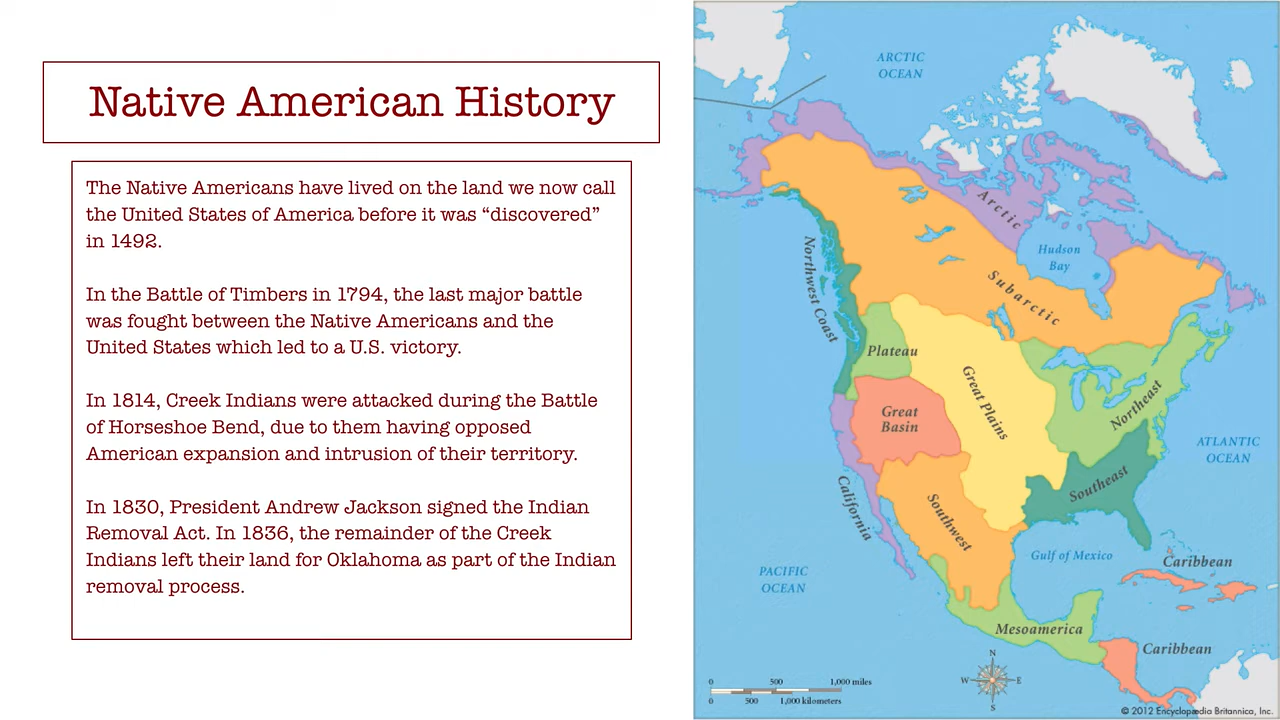 Native American History
The Native Americans have lived on the land we now call
the United States of America before it was “discovered”
in 1492.
In the Battle of Timbers in 1794, the last major battle
was fought between the Native Americans and the
United States which led to a U.S. victory.
In 1814, Creek Indians were attacked during the Battle
of Horseshoe Bend, due to them having opposed
American expansion and intrusion of their territory.
In 1830, President Andrew Jackson signed the Indian
Removal Act. In 1836, the remainder of the Creek
Indians left their land for Oklahoma as part of the Indian
removal process.
ARCTIC
OCEAN
Arctic
Hudson
Bay
Northwest Coast
Subarctic
Plateau
Great Plains
Great
Basin
Northeast
ATLANTIC
OCEAN
Southeast
California
Southwest
Gulf of Mexico
Caribbean
PACIFIC
OCEAN
Mesoamerica
Caribbean
N
W E
S
0 500 1,000 miles
0 500 1,000 kilometers
© 2012 Encyclopædia Britannica, Inc.